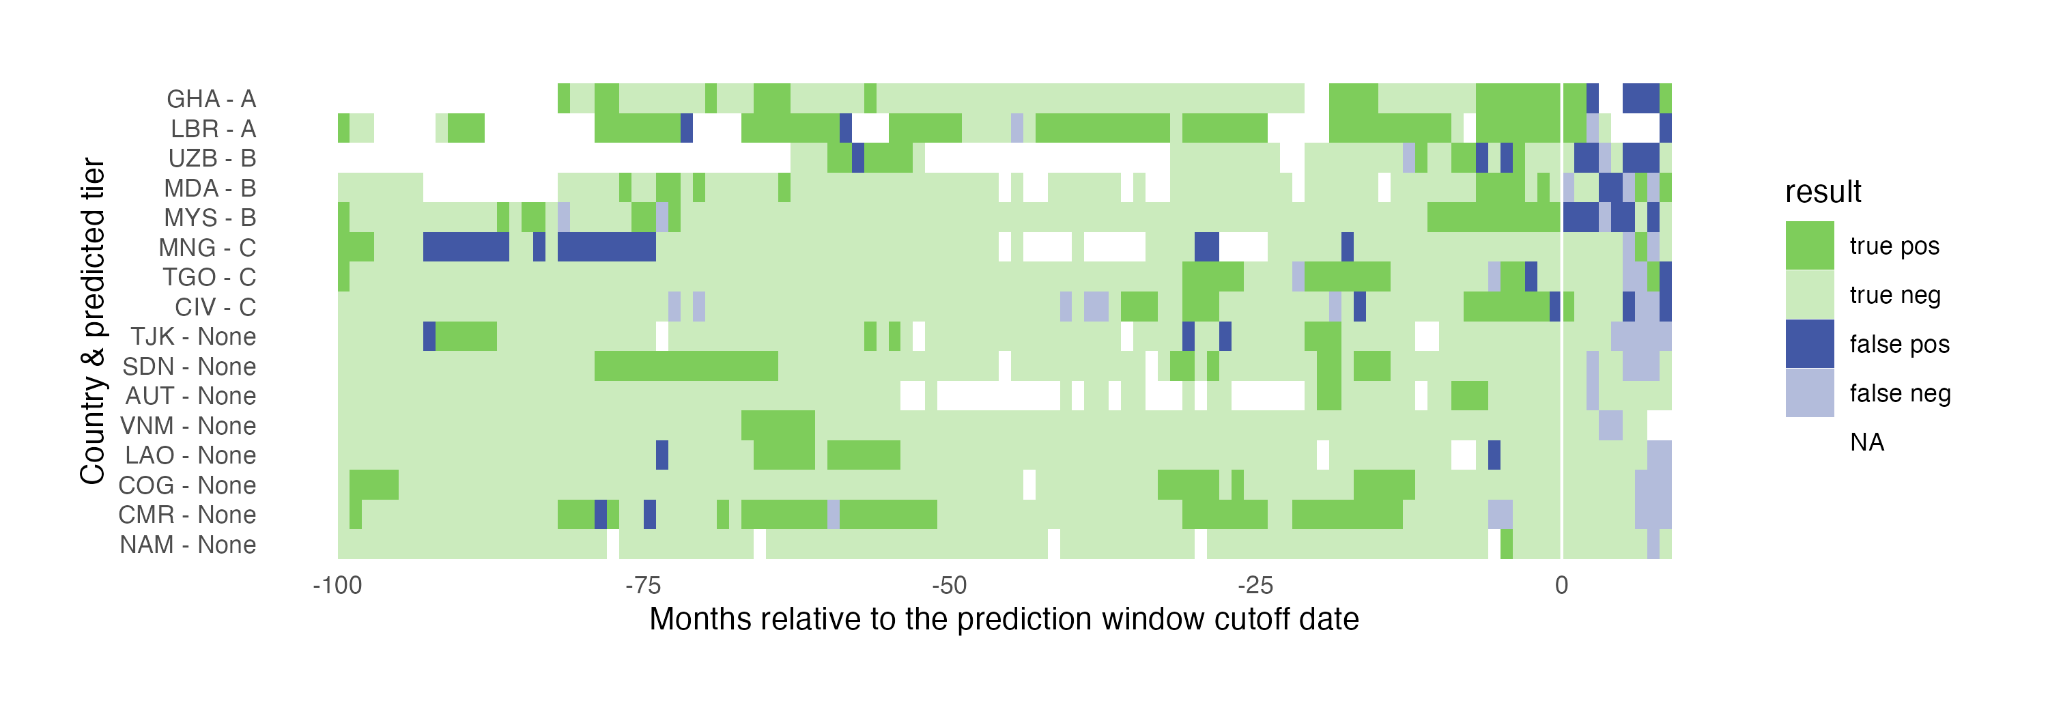 GHA - A
LBR - A
UZB - B
MDA - B
MYS - B
MNG - C
TGO - C
CIV - C
TJK - None
SDN - None
AUT - None
VNM - None
LAO - None
COG - None
CMR - None
NAM - None
Country & predicted tier
-100
-75
-50
-25
0
Months relative to the prediction window cutoff date
result
true pos
true neg
false pos
false neg
NA